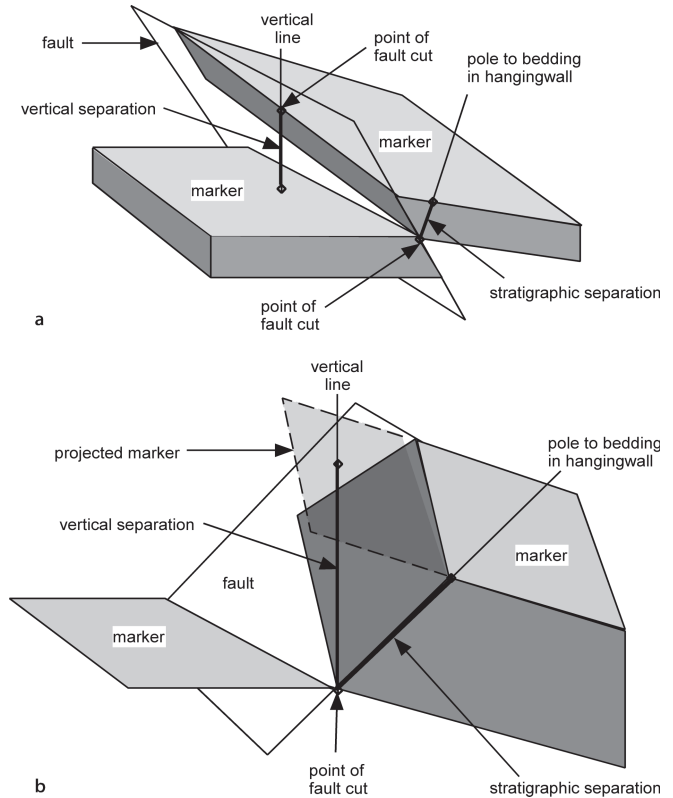 vertical
line
fault
point of
fault cut
pole to bedding
in hangingwall
vertical separation
marker
marker
stratigraphic separation
point of
fault cut
a
vertical
line
projected marker
pole to bedding
in hangingwall
vertical separation
marker
fault
marker
point of
fault cut
stratigraphic separation
b